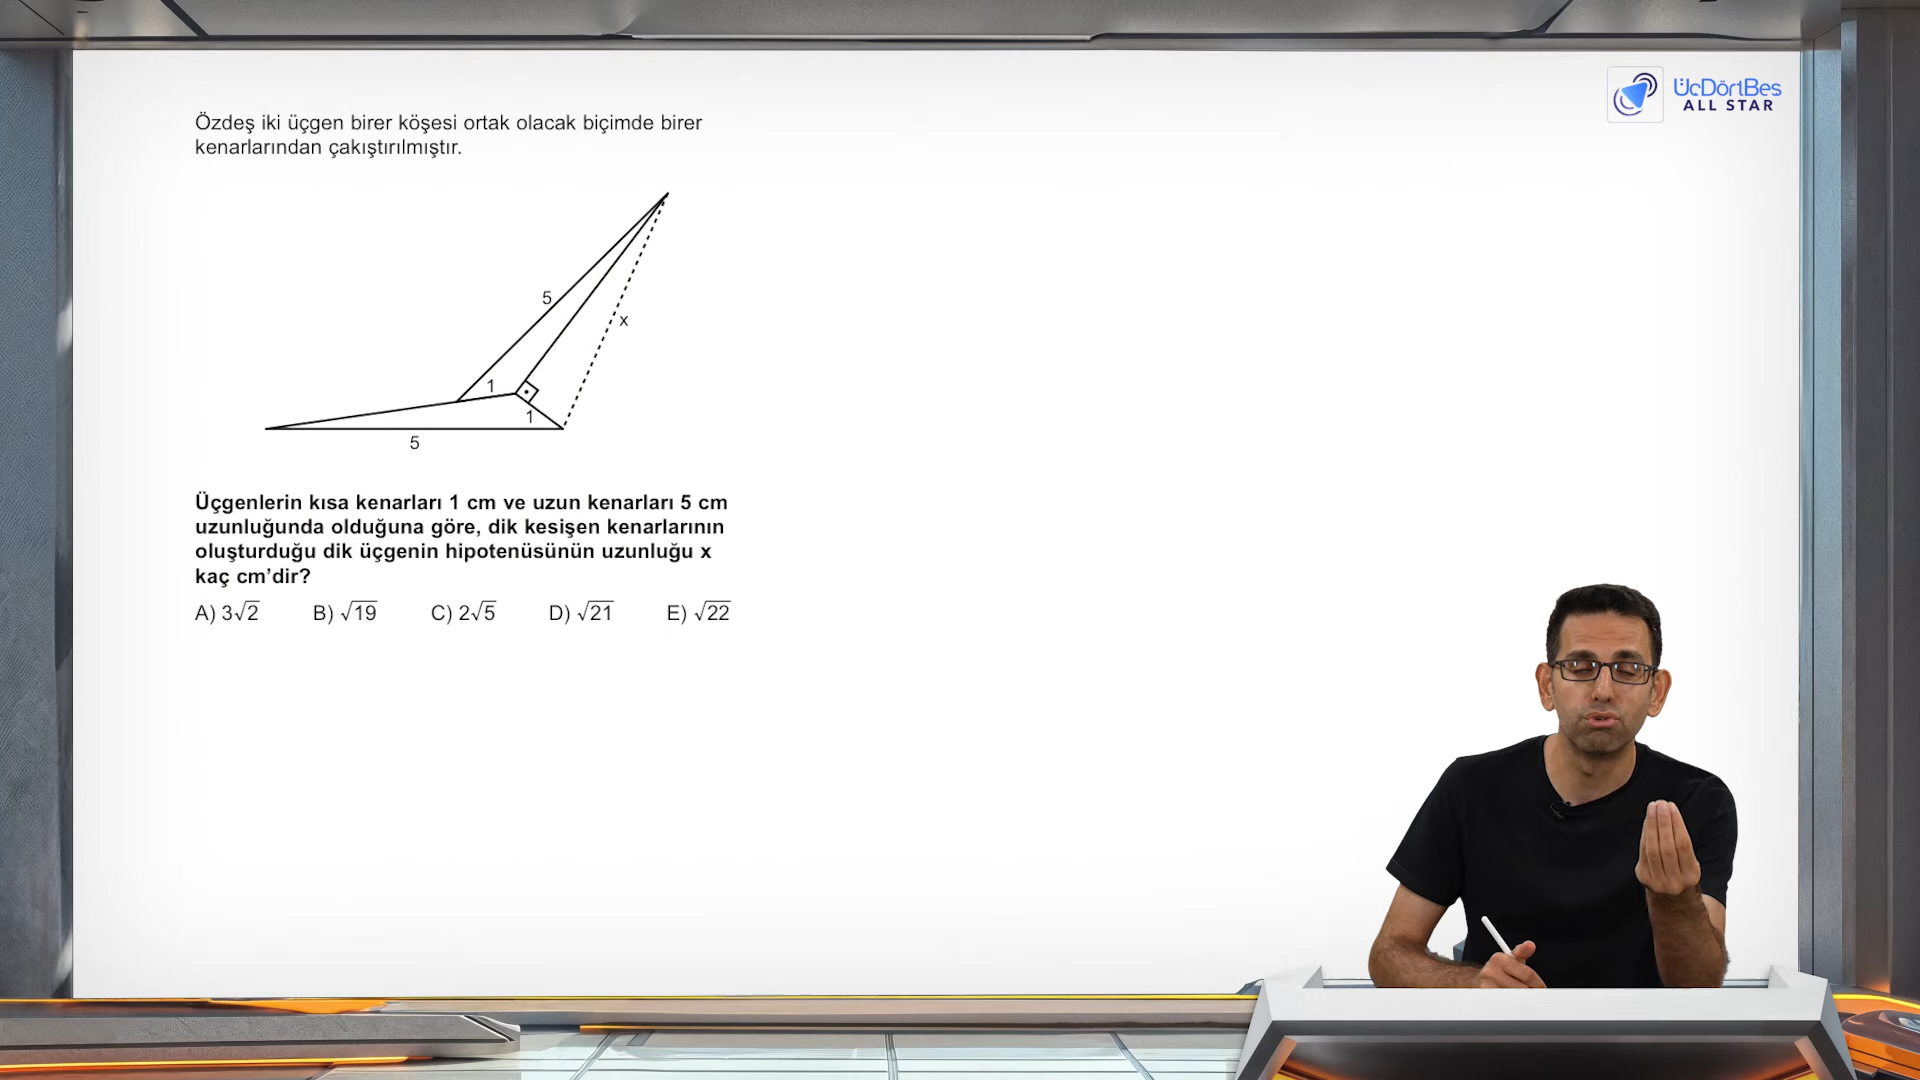 ÜçDörtBes
ALL STAR
Özdeş iki üçgen birer köşesi ortak olacak biçimde birer
kenarlarından çakıştırılmıştır.
5
x
1
1
5
Üçgenlerin kısa kenarları 1 cm ve uzun kenarları 5 cm
uzunluğunda olduğuna göre, dik kesişen kenarlarının
oluşturduğu dik üçgenin hipotenüsünün uzunluğu x
kaç cm’dir?
A) 3√2 B) √19 C) 2√5 D) √21 E) √22